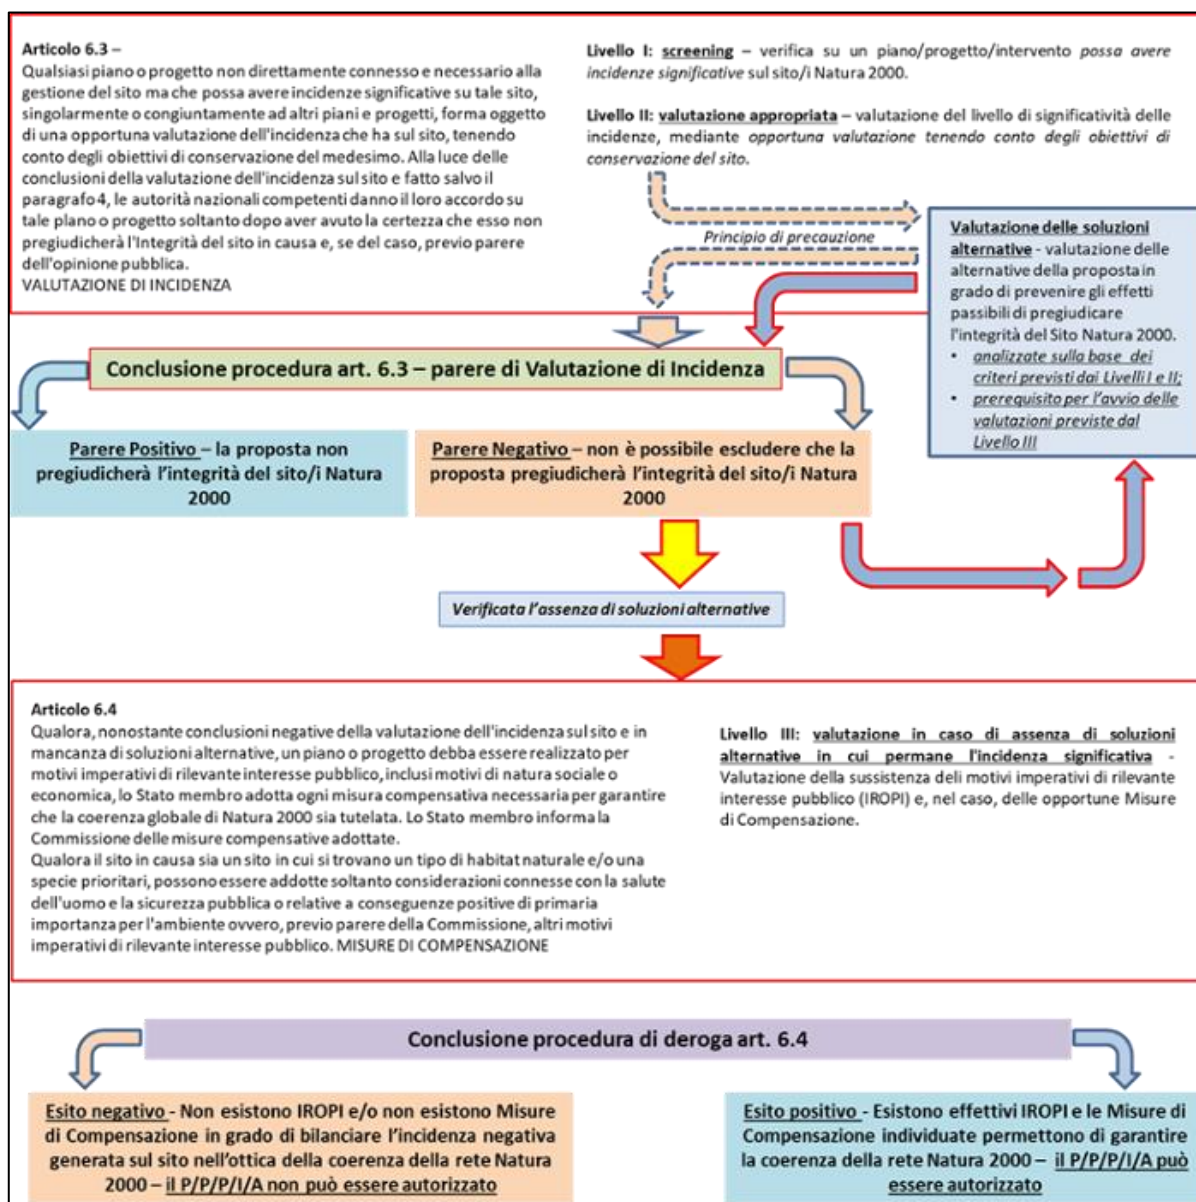 Articolo 6.3 –
Qualsiasi piano o progetto non direttamente connesso e necessario alla
gestione del sito ma che possa avere incidenze significative su tale sito,
singolarmente o congiuntamente ad altri piani e progetti, forma oggetto
di una opportuna valutazione dell'incidenza che ha sul sito, tenendo
conto degli obiettivi di conservazione del medesimo. Alla luce delle
conclusioni della valutazione dell'incidenza sul sito e fatto salvo il
paragrafo 4, le autorità nazionali competenti danno il loro accordo su
tale piano o progetto soltanto dopo aver avuto la certezza che esso non
pregiudicherà l'Integrità del sito in causa e, se del caso, previo parere
dell'opinione pubblica.
VALUTAZIONE DI INCIDENZA
Livello I: screening – verifica su un piano/progetto/intervento possa avere
incidenze significative sul sito/i Natura 2000.
Livello II: valutazione appropriata – valutazione del livello di significatività delle
incidenze, mediante opportuna valutazione tenendo conto degli obiettivi di
conservazione del sito.
Principio di precauzione
Valutazione delle soluzioni
alternative - valutazione delle
alternative della proposta in
grado di prevenire gli effetti
passibili di pregiudicare
l'integrità del Sito Natura 2000.
• analizzate sulla base dei
criteri previsti dai Livelli I e II;
• prerequisito per l'avvio delle
valutazioni previste dal
Livello III
Conclusione procedura art. 6.3 – parere di Valutazione di Incidenza
Parere Positivo – la proposta non
pregiudicherà l'integrità del sito/i Natura
2000
Parere Negativo – non è possibile escludere che la
proposta pregiudicherà l'integrità del sito/i Natura
2000
Verificata l'assenza di soluzioni alternative
Articolo 6.4
Qualora, nonostante conclusioni negative della valutazione dell'incidenza sul sito e in
mancanza di soluzioni alternative, un piano o progetto debba essere realizzato per
motivi imperativi di rilevante interesse pubblico, inclusi motivi di natura sociale o
economica, lo Stato membro adotta ogni misura compensativa necessaria per garantire
che la coerenza globale di Natura 2000 sia tutelata. Lo Stato membro informa la
Commissione delle misure compensative adottate.
Qualora il sito in causa sia un sito in cui si trovano un tipo di habitat naturale e/o una
specie prioritari, possono essere addotte soltanto considerazioni connesse con la salute
dell'uomo e la sicurezza pubblica o relative a conseguenze positive di primaria
importanza per l'ambiente ovvero, previo parere della Commissione, altri motivi
imperativi di rilevante interesse pubblico. MISURE DI COMPENSAZIONE
Livello III: valutazione in caso di assenza di soluzioni
alternative in cui permane l'incidenza significativa -
Valutazione della sussistenza deli motivi imperativi di rilevante
interesse pubblico (IROPI) e, nel caso, delle opportune Misure
di Compensazione.
Conclusione procedura di deroga art. 6.4
Esito negativo - Non esistono IROPI e/o non esistono Misure
di Compensazione in grado di bilanciare l'incidenza negativa
generata sul sito nell'ottica della coerenza della rete Natura
2000 – il P/P/P/I/A non può essere autorizzato
Esito positivo - Esistono effettivi IROPI e le Misure di
Compensazione individuate permettono di garantire
la coerenza della rete Natura 2000 – il P/P/P/I/A può
essere autorizzato